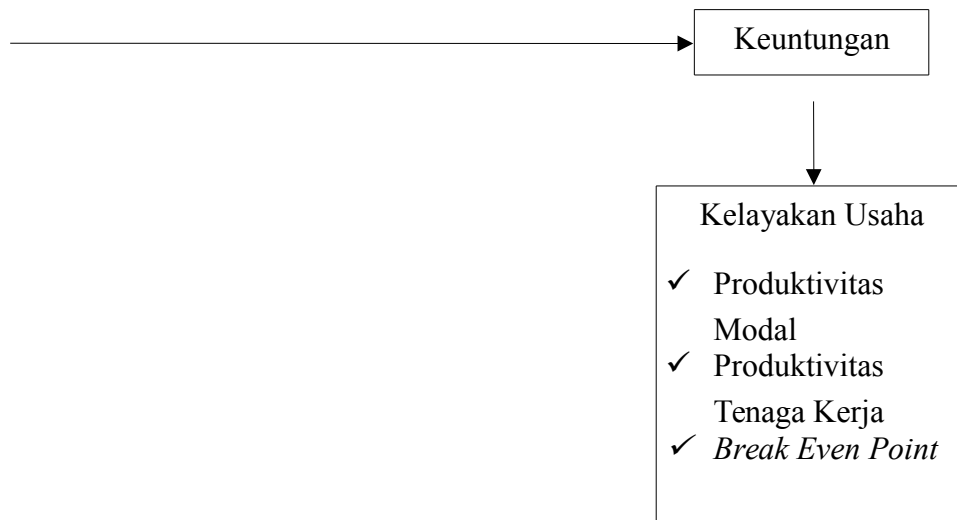 Keuntungan
Kelayakan Usaha
✓ Produktivitas
Modal
✓ Produktivitas
Tenaga Kerja
✓ Break Even Point